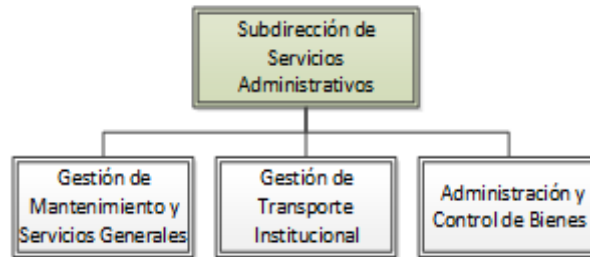 Subdirección de
Servicios
Administrativos
Gestión de
Mantenimiento y
Servicios Generales
Gestión de
Transporte
Institucional
Administración y
Control de Bienes